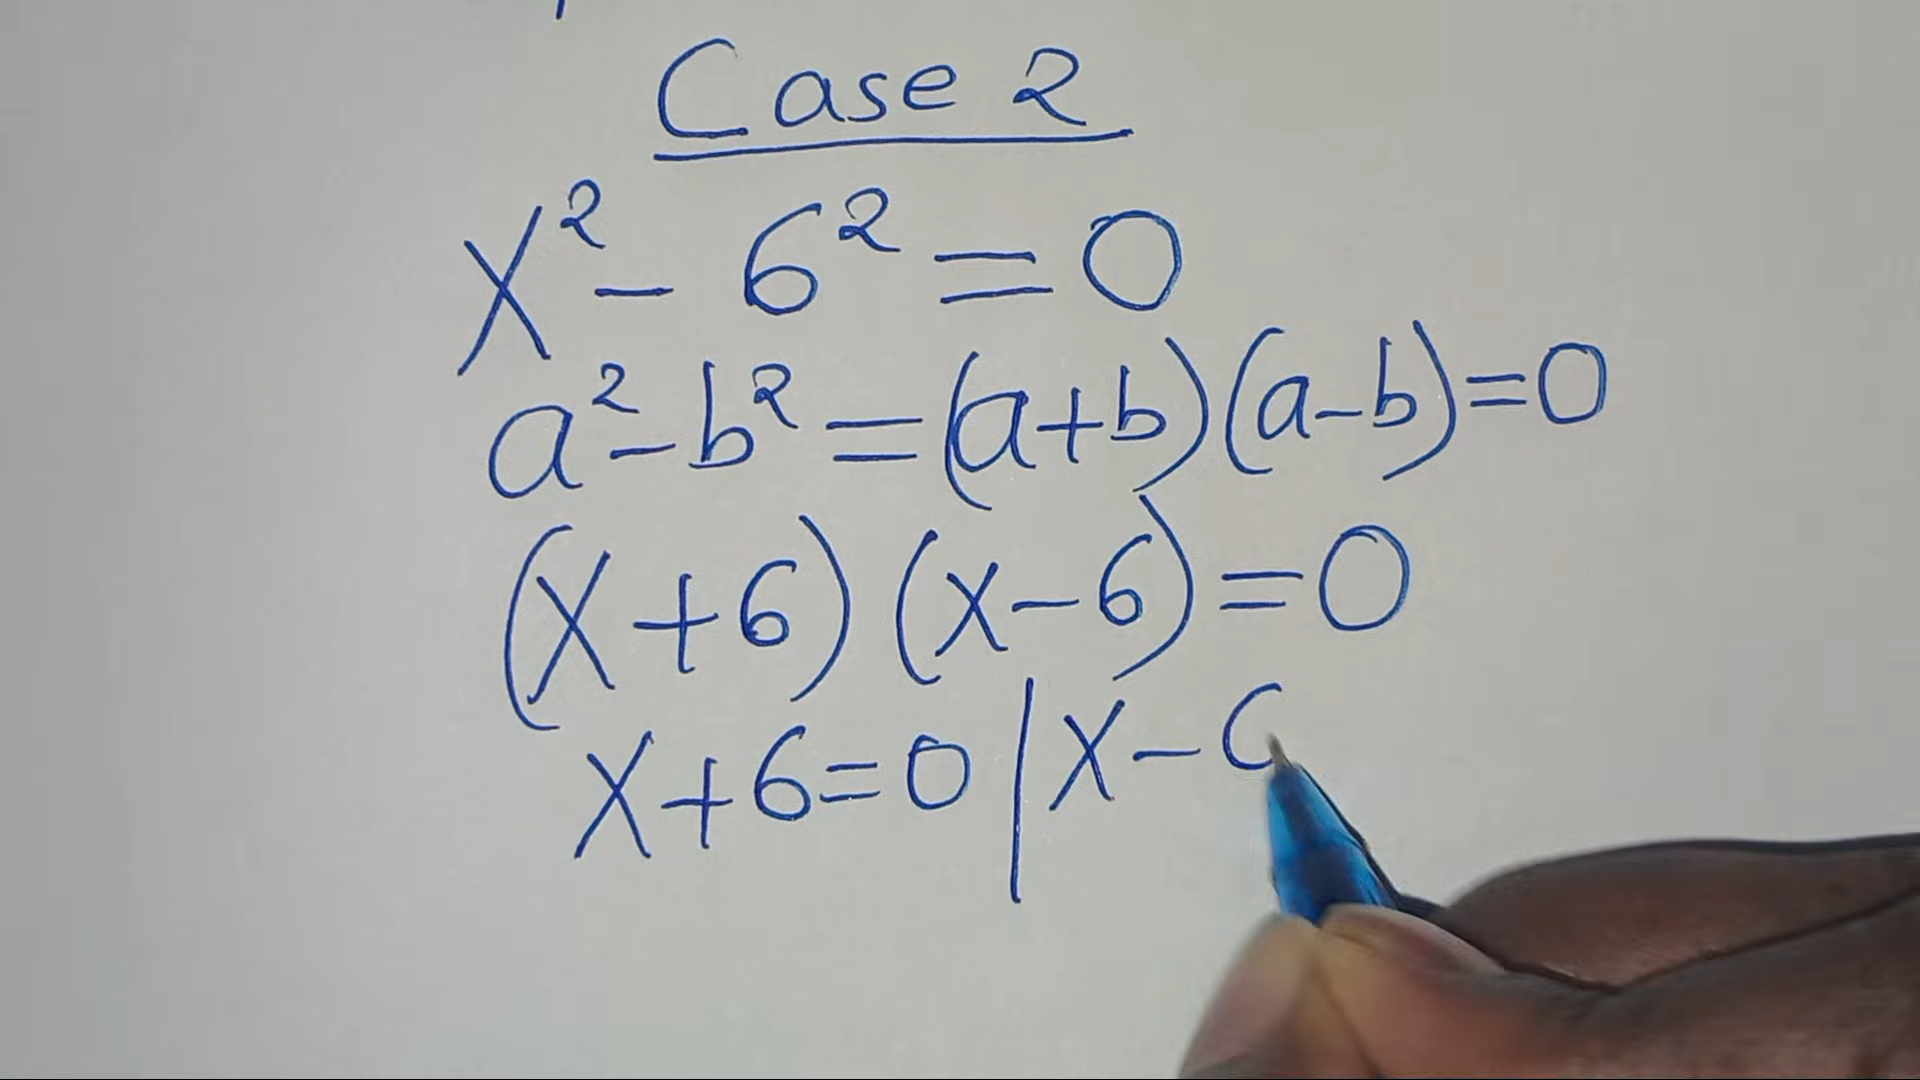 Case 2
x² - 6² = 0
a² - b² = (a+b)(a-b) = 0
(x+6)(x-6) = 0
x+6=0 | x-